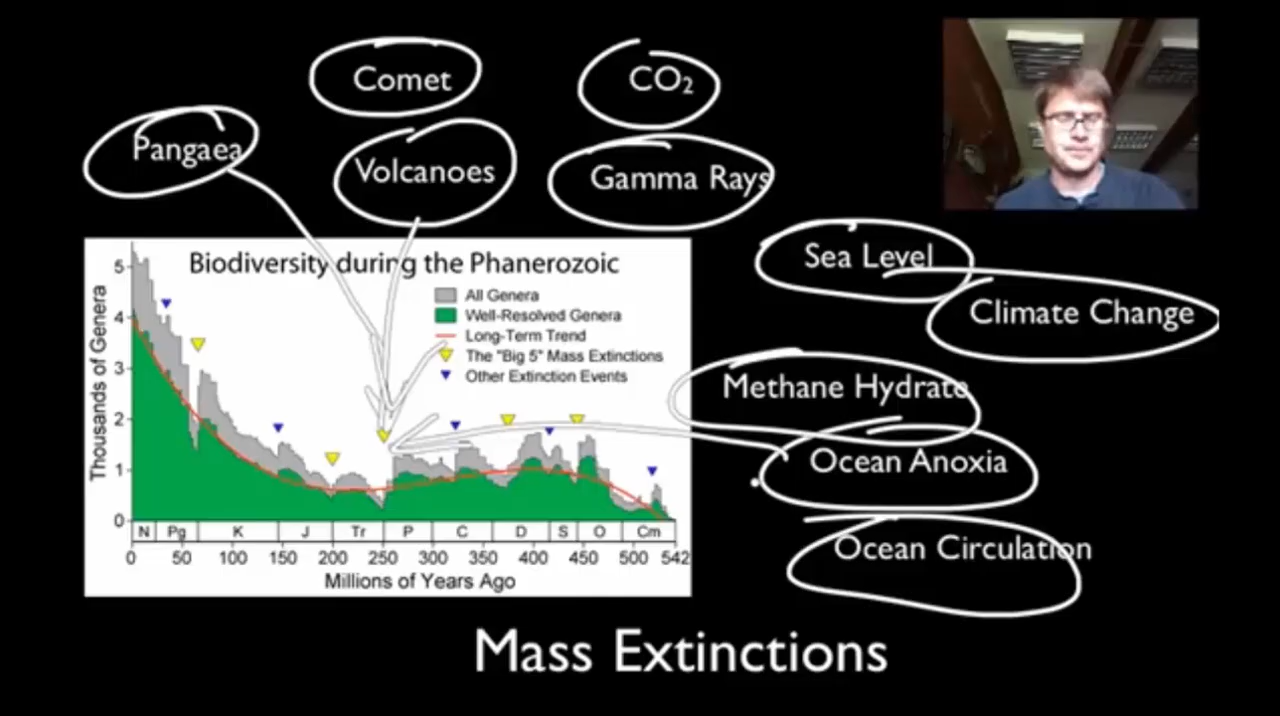 Comet
CO₂
Pangaea
Volcanoes
Gamma Rays
Sea Level
Climate Change
Methane Hydrate
Ocean Anoxia
Ocean Circulation
Biodiversity during the Phanerozoic
All Genera
Well-Resolved Genera
Long-Term Trend
The "Big 5" Mass Extinctions
Other Extinction Events
Thousands of Genera
5
4
3
2
1
0
N Pg K J Tr P C D S O Cm
0 50 100 150 200 250 300 350 400 450 500 542
Millions of Years Ago
Mass Extinctions